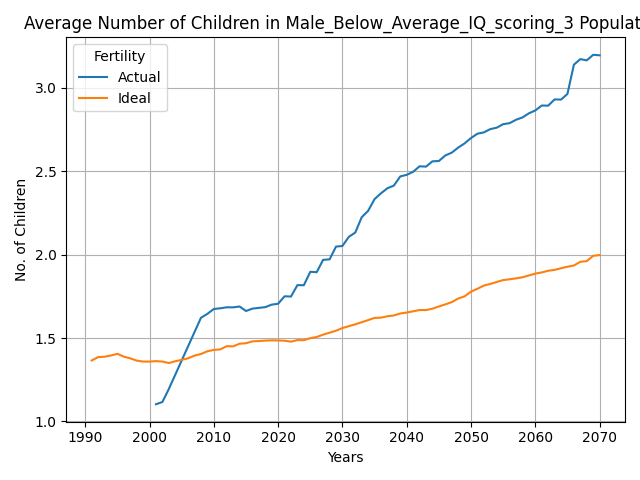 Average Number of Children in Male_Below_Average_IQ_scoring_3 Populat
Fertility
Actual
Ideal
No. of Children
3.0
2.5
2.0
1.5
1.0
1990 2000 2010 2020 2030 2040 2050 2060 2070
Years